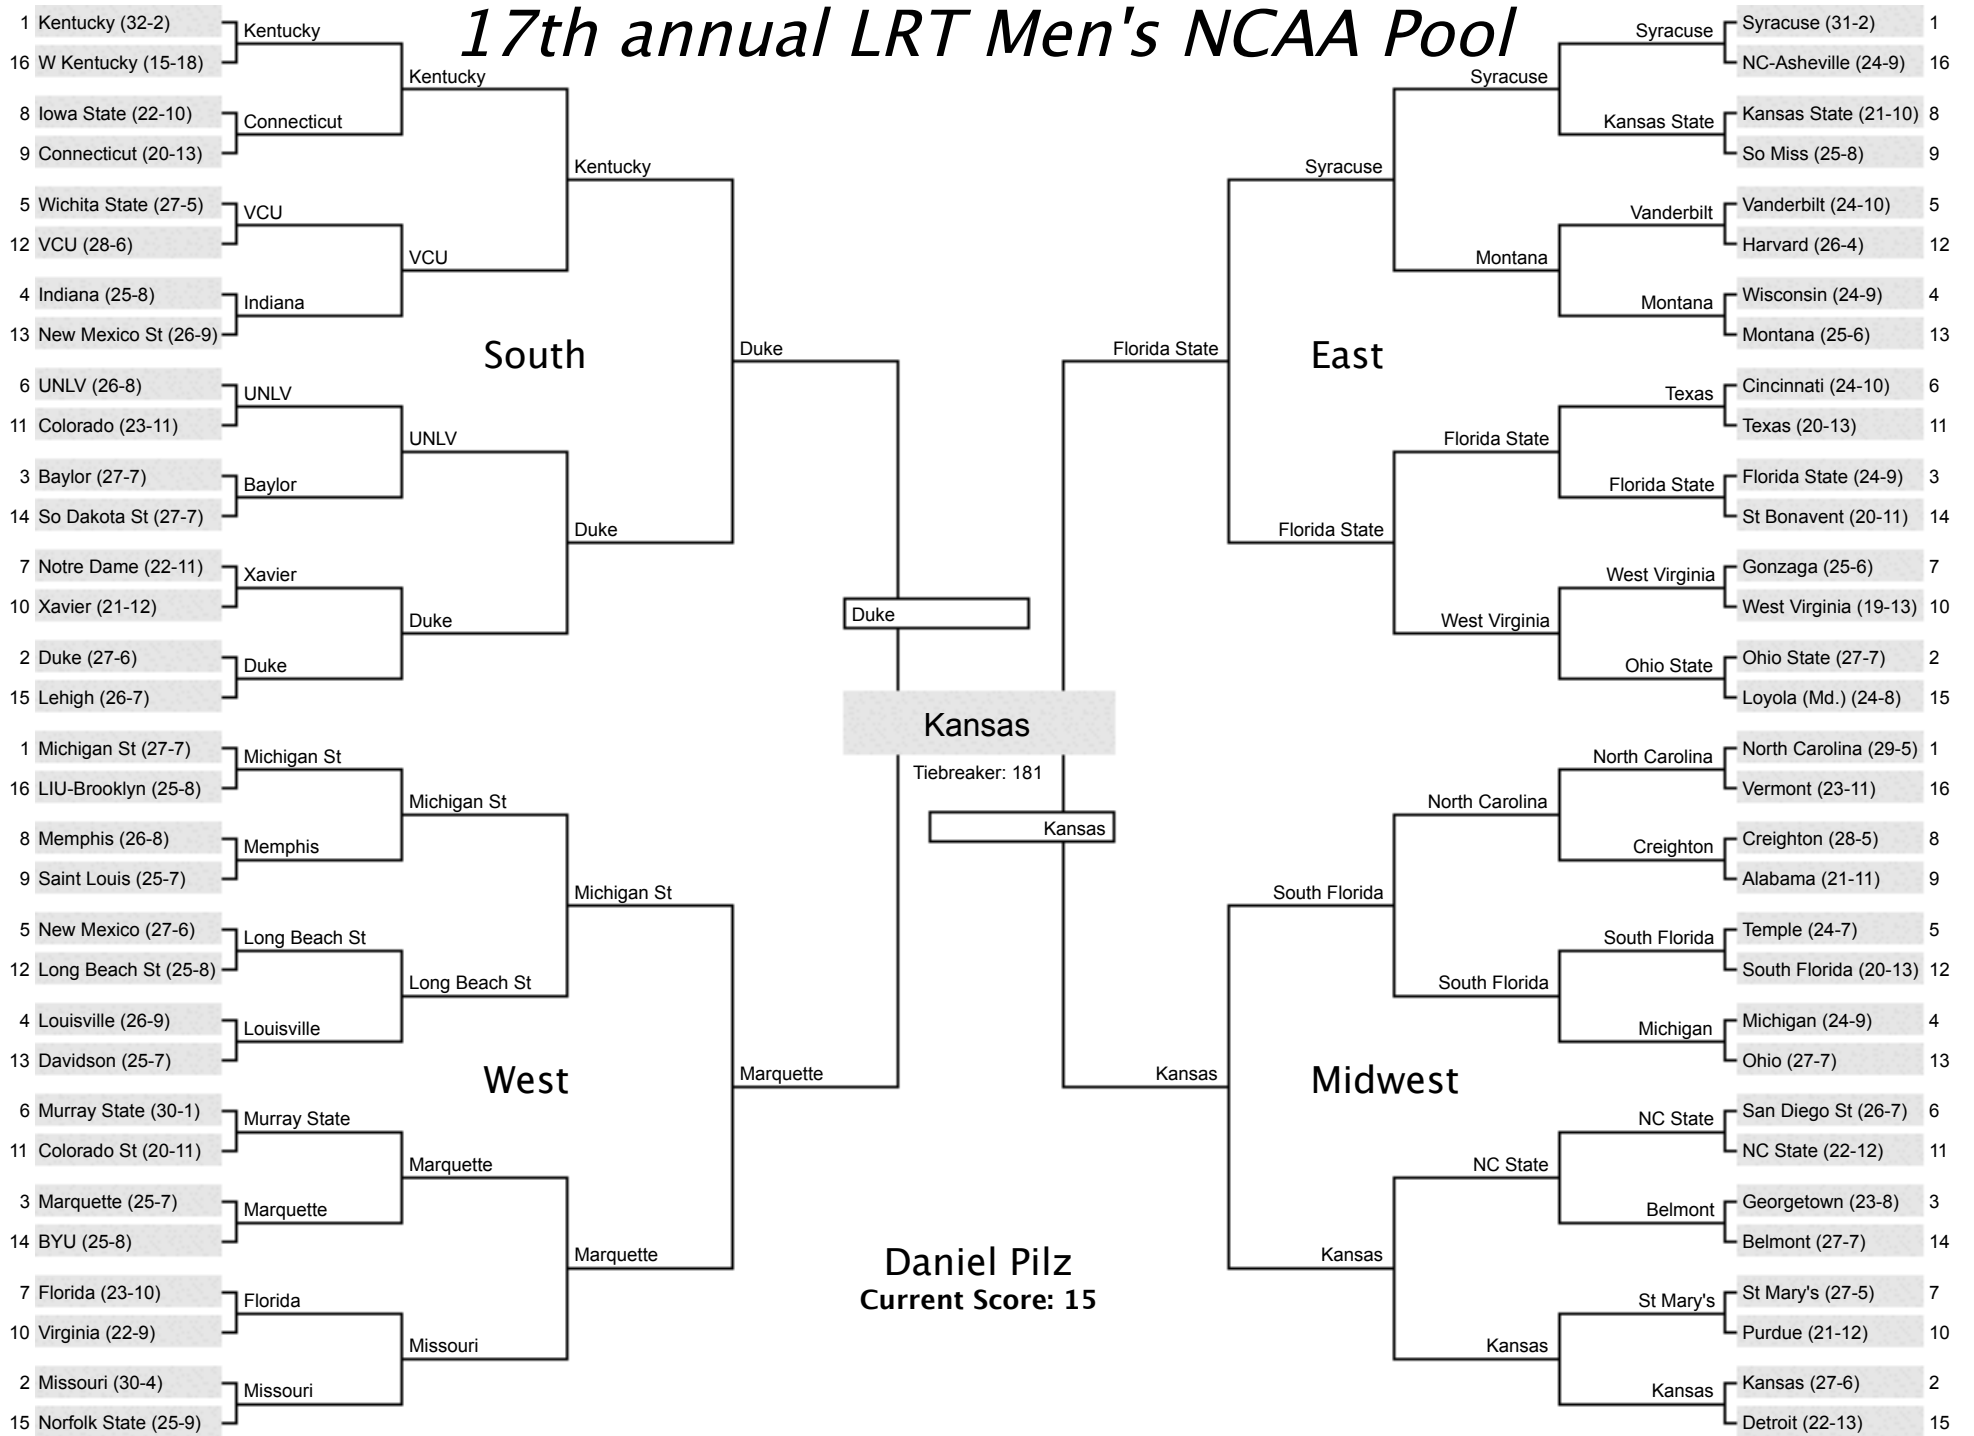 17th annual LRT Men's NCAA Pool
1 Kentucky (32-2)
16 W Kentucky (15-18)
8 Iowa State (22-10)
9 Connecticut (20-13)
5 Wichita State (27-5)
12 VCU (28-6)
4 Indiana (25-8)
13 New Mexico St (26-9)
6 UNLV (26-8)
11 Colorado (23-11)
3 Baylor (27-7)
14 So Dakota St (27-7)
7 Notre Dame (22-11)
10 Xavier (21-12)
2 Duke (27-6)
15 Lehigh (26-7)
Kentucky
Connecticut
VCU
Indiana
UNLV
Baylor
Xavier
Duke
Kentucky
VCU
UNLV
Duke
Kentucky
Duke
South
Duke
1 Michigan St (27-7)
16 LIU-Brooklyn (25-8)
8 Memphis (26-8)
9 Saint Louis (25-7)
5 New Mexico (27-6)
12 Long Beach St (25-8)
4 Louisville (26-9)
13 Davidson (25-7)
6 Murray State (30-1)
11 Colorado St (20-11)
3 Marquette (25-7)
14 BYU (25-8)
7 Florida (23-10)
10 Virginia (22-9)
2 Missouri (30-4)
15 Norfolk State (25-9)
Michigan St
Memphis
Long Beach St
Louisville
Murray State
Marquette
Florida
Missouri
Michigan St
Long Beach St
Marquette
Missouri
Michigan St
Marquette
West
Marquette
Duke
Kansas
Tiebreaker: 181
Kansas
Daniel Pilz
Current Score: 15
Syracuse (31-2) 1
NC-Asheville (24-9) 16
Kansas State (21-10) 8
So Miss (25-8) 9
Vanderbilt (24-10) 5
Harvard (26-4) 12
Wisconsin (24-9) 4
Montana (25-6) 13
Cincinnati (24-10) 6
Texas (20-13) 11
Florida State (24-9) 3
St Bonavent (20-11) 14
Gonzaga (25-6) 7
West Virginia (19-13) 10
Ohio State (27-7) 2
Loyola (Md.) (24-8) 15
Syracuse
Kansas State
Vanderbilt
Montana
Texas
Florida State
West Virginia
Ohio State
Syracuse
Montana
Florida State
West Virginia
Syracuse
Florida State
East
Florida State
North Carolina (29-5) 1
Vermont (23-11) 16
Creighton (28-5) 8
Alabama (21-11) 9
Temple (24-7) 5
South Florida (20-13) 12
Michigan (24-9) 4
Ohio (27-7) 13
San Diego St (26-7) 6
NC State (22-12) 11
Georgetown (23-8) 3
Belmont (27-7) 14
St Mary's (27-5) 7
Purdue (21-12) 10
Kansas (27-6) 2
Detroit (22-13) 15
North Carolina
Creighton
South Florida
Michigan
NC State
Belmont
St Mary's
Kansas
North Carolina
South Florida
NC State
Kansas
South Florida
Kansas
Midwest
Kansas